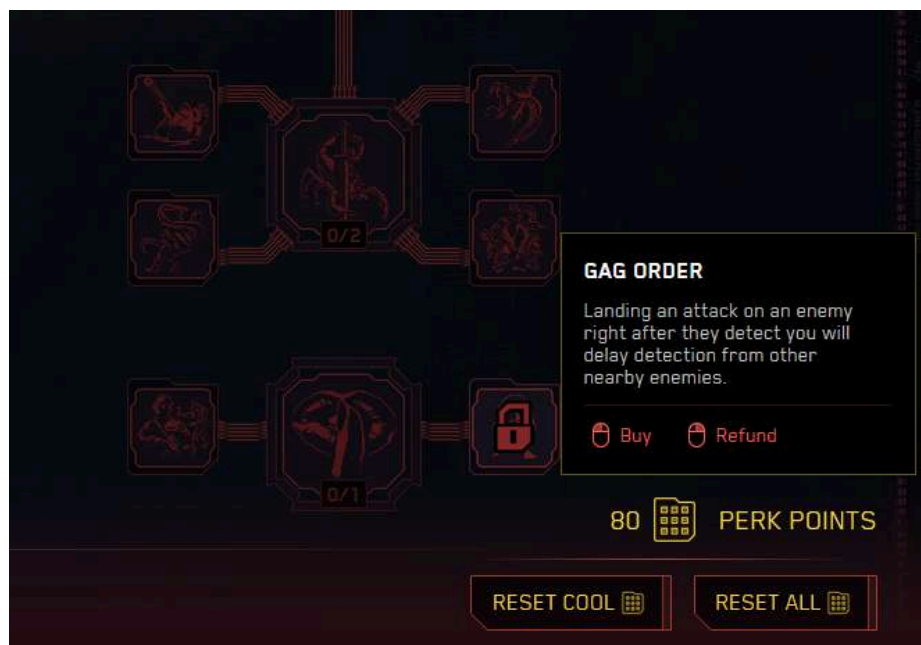 0/2
GAG ORDER
Landing an attack on an enemy
right after they detect you will
delay detection from other
nearby enemies.
Buy Refund
0/1
80 PERK POINTS
RESET COOL RESET ALL